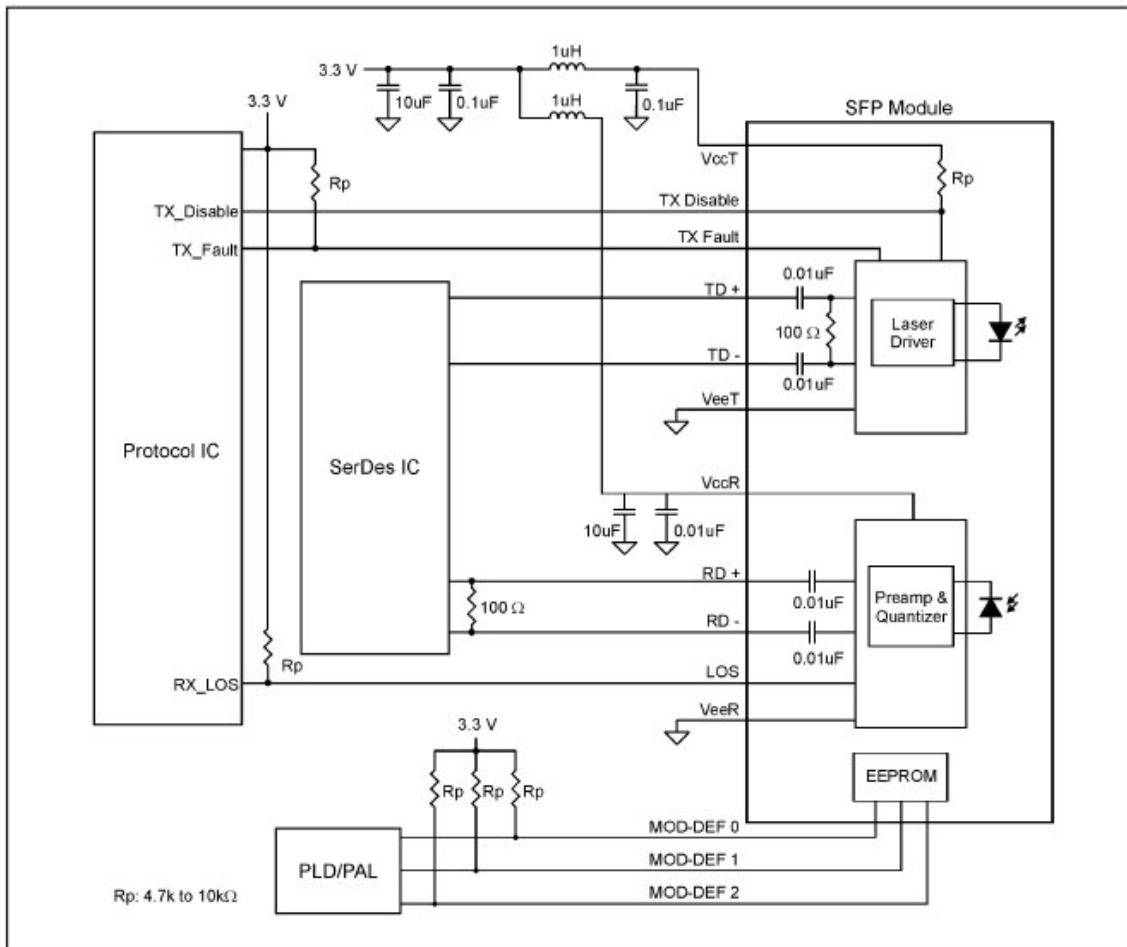 1uH
3.3 V
10uF
0.1uF
1uH
0.1uF
3.3 V
SFP Module
VccT
Rp
Rp
TX_Disable
TX Disable
TX_Fault
TX Fault
0.01uF
TD +
100 Ω
Laser
Driver
TD -
0.01uF
VeeT
Protocol IC
SerDes IC
VccR
10uF
0.01uF
RD +
0.01uF
100 Ω
Preamp &
Quantizer
RD -
0.01uF
Rp
LOS
RX_LOS
VeeR
3.3 V
Rp
Rp
Rp
EEPROM
MOD-DEF 0
PLD/PAL
MOD-DEF 1
MOD-DEF 2
Rp: 4.7k to 10kΩ